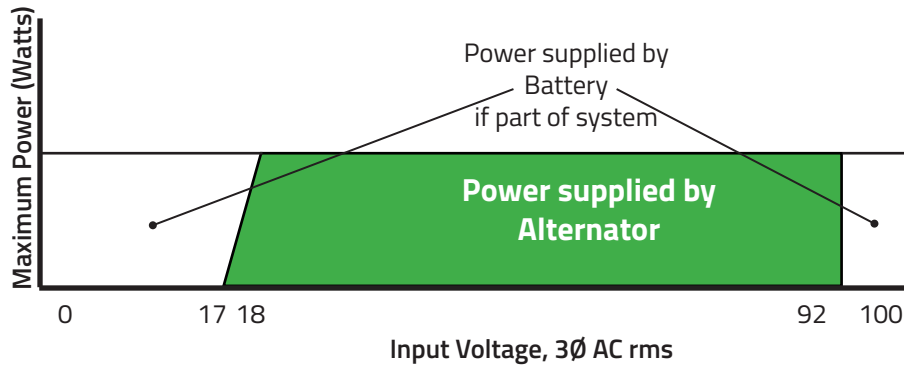 Maximum Power (Watts)
Power supplied by
Battery
if part of system
Power supplied by
Alternator
0 17 18 92 100
Input Voltage, 3Ø AC rms